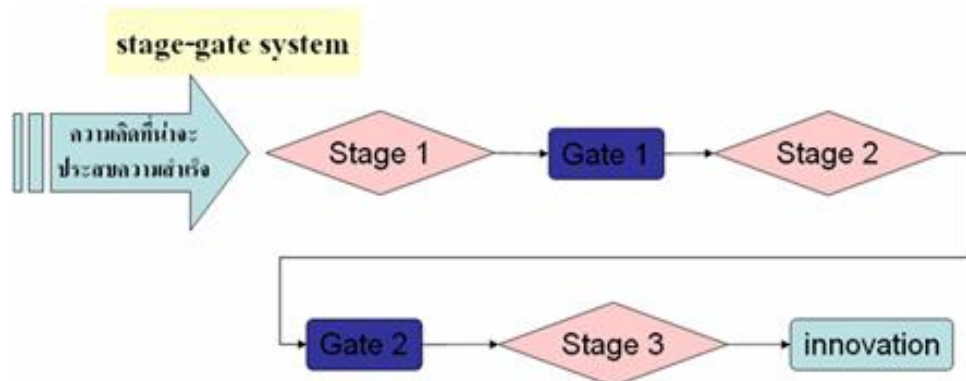 stage-gate system
ความคิดที่น่าจะ
ประสบความสำเร็จ
Stage 1
Gate 1
Stage 2
Gate 2
Stage 3
innovation